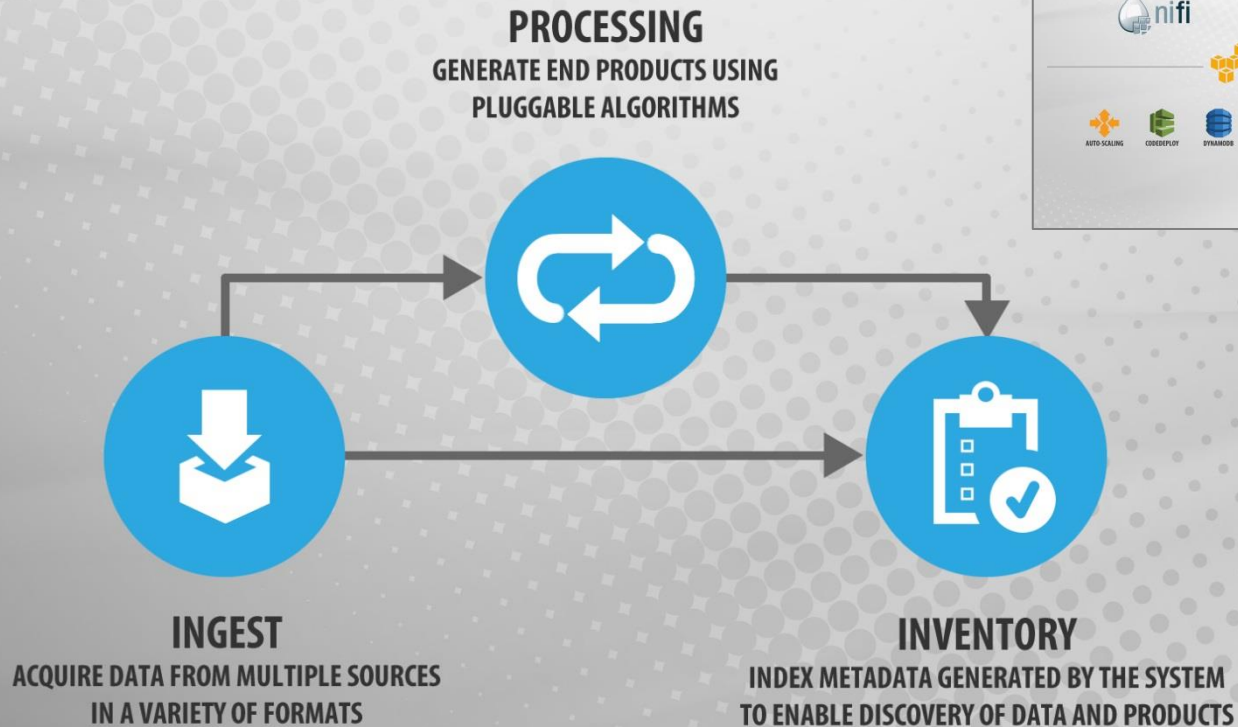 PROCESSING
GENERATE END PRODUCTS USING
PLUGGABLE ALGORITHMS
nifi
AUTO-SCALING
CODEDEPLOY
DYNAMODB
INGEST
ACQUIRE DATA FROM MULTIPLE SOURCES
IN A VARIETY OF FORMATS
INVENTORY
INDEX METADATA GENERATED BY THE SYSTEM
TO ENABLE DISCOVERY OF DATA AND PRODUCTS